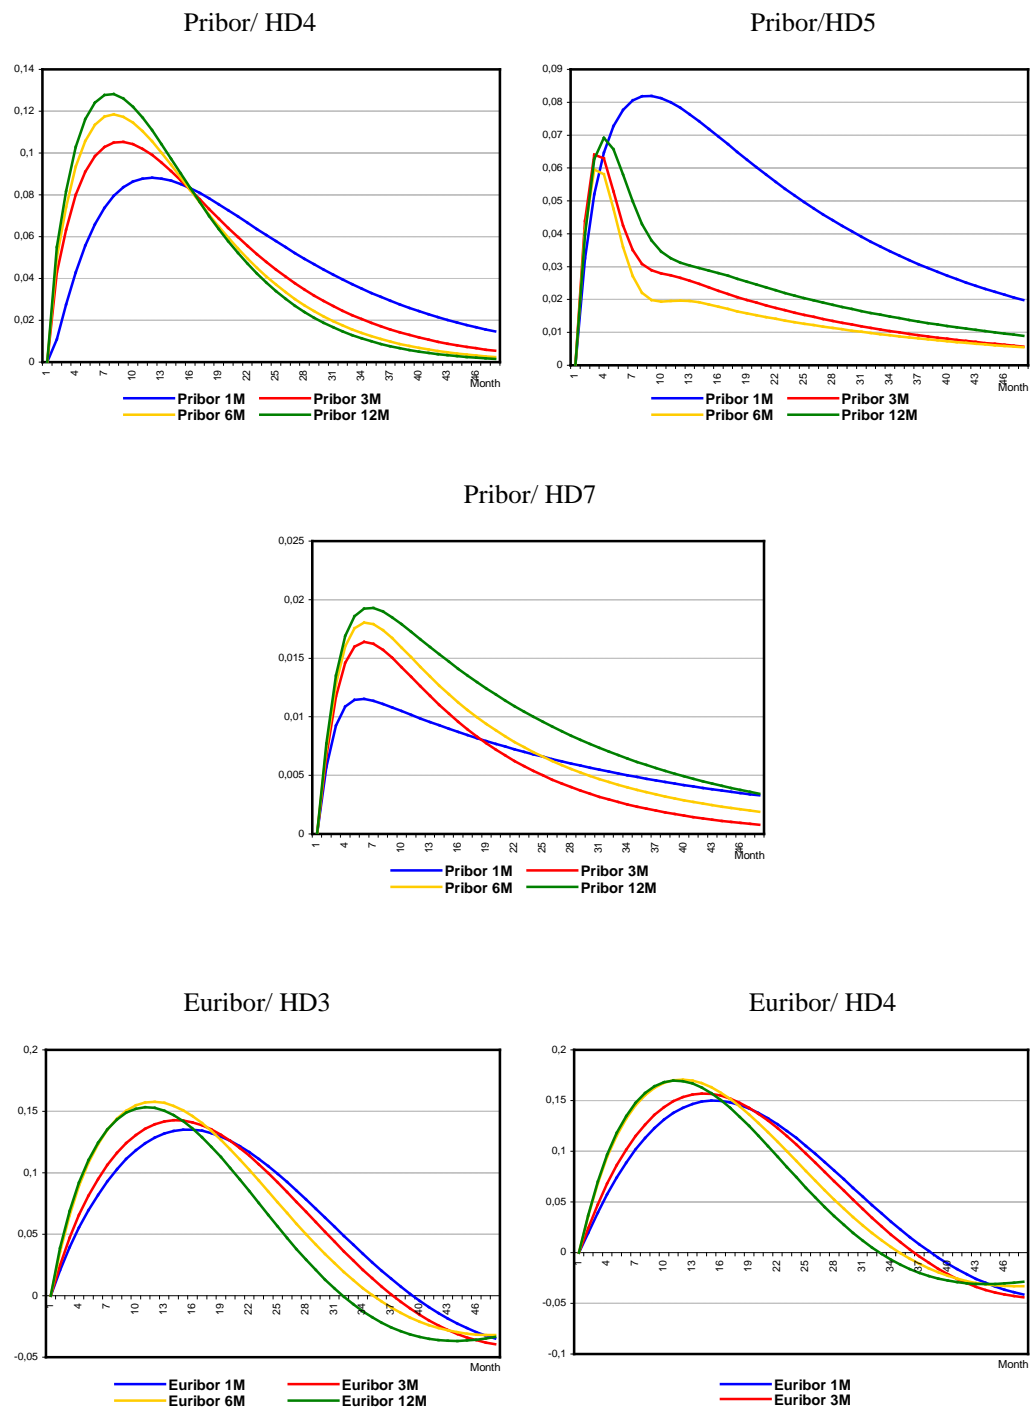 Pribor/ HD4
0,14
0,12
0,1
0,08
0,06
0,04
0,02
0
1 4 7 10 13 16 19 22 25 28 31 34 37 40 43 46
Month
Pribor 1M Pribor 3M
Pribor 6M Pribor 12M
Pribor/HD5
0,09
0,08
0,07
0,06
0,05
0,04
0,03
0,02
0,01
0
1 4 7 10 13 16 19 22 25 28 31 34 37 40 43 46
Month
Pribor 1M Pribor 3M
Pribor 6M Pribor 12M
Pribor/ HD7
0,025
0,02
0,015
0,01
0,005
0
1 4 7 10 13 16 19 22 25 28 31 34 37 40 43 46
Month
Pribor 1M Pribor 3M
Pribor 6M Pribor 12M
Euribor/ HD3
0,2
0,15
0,1
0,05
0
-0,05
1 4 7 10 13 16 19 22 25 28 31 34 37 40 43 46
Month
Euribor 1M Euribor 3M
Euribor 6M Euribor 12M
Euribor/ HD4
0,2
0,15
0,1
0,05
0
-0,05
-0,1
1 4 7 10 13 16 19 22 25 28 31 34 37 40 43 46
Month
Euribor 1M
Euribor 3M